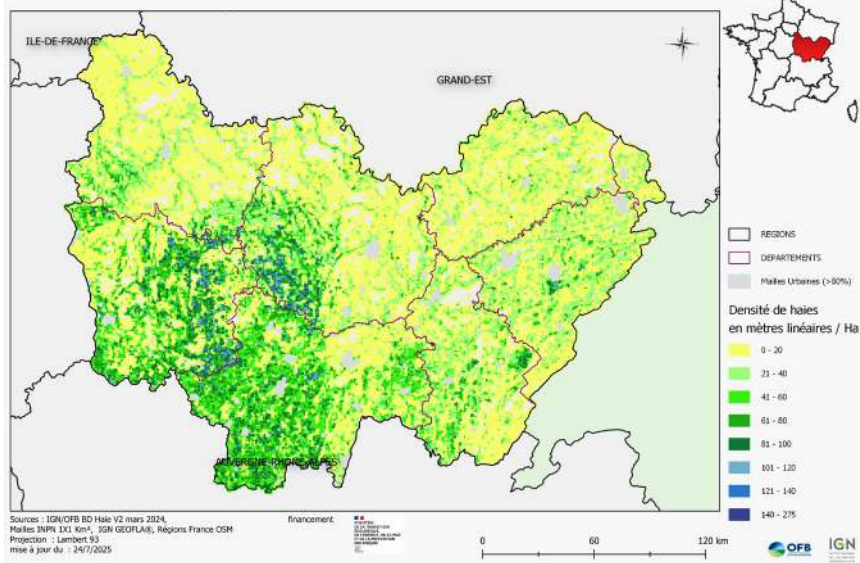 ILE-DE-FRANCE
GRAND-EST
AUVERGNE-RHONE-ALPES
REGIONS
DEPARTEMENTS
Mailles Urbaines (>80%)
Densité de haies
en mètres linéaires / Ha
0 - 20
21 - 40
41 - 60
61 - 80
81 - 100
101 - 120
121 - 140
140 - 275
Sources : IGN/OFB BD Haie V2 mars 2024,
Mailles INPN 1X1 Km², IGN GEOFLA®, Régions France OSM
Projection : Lambert 93
mise à jour du : 24/7/2025
financement
0 60 120 km
OFB
IGN